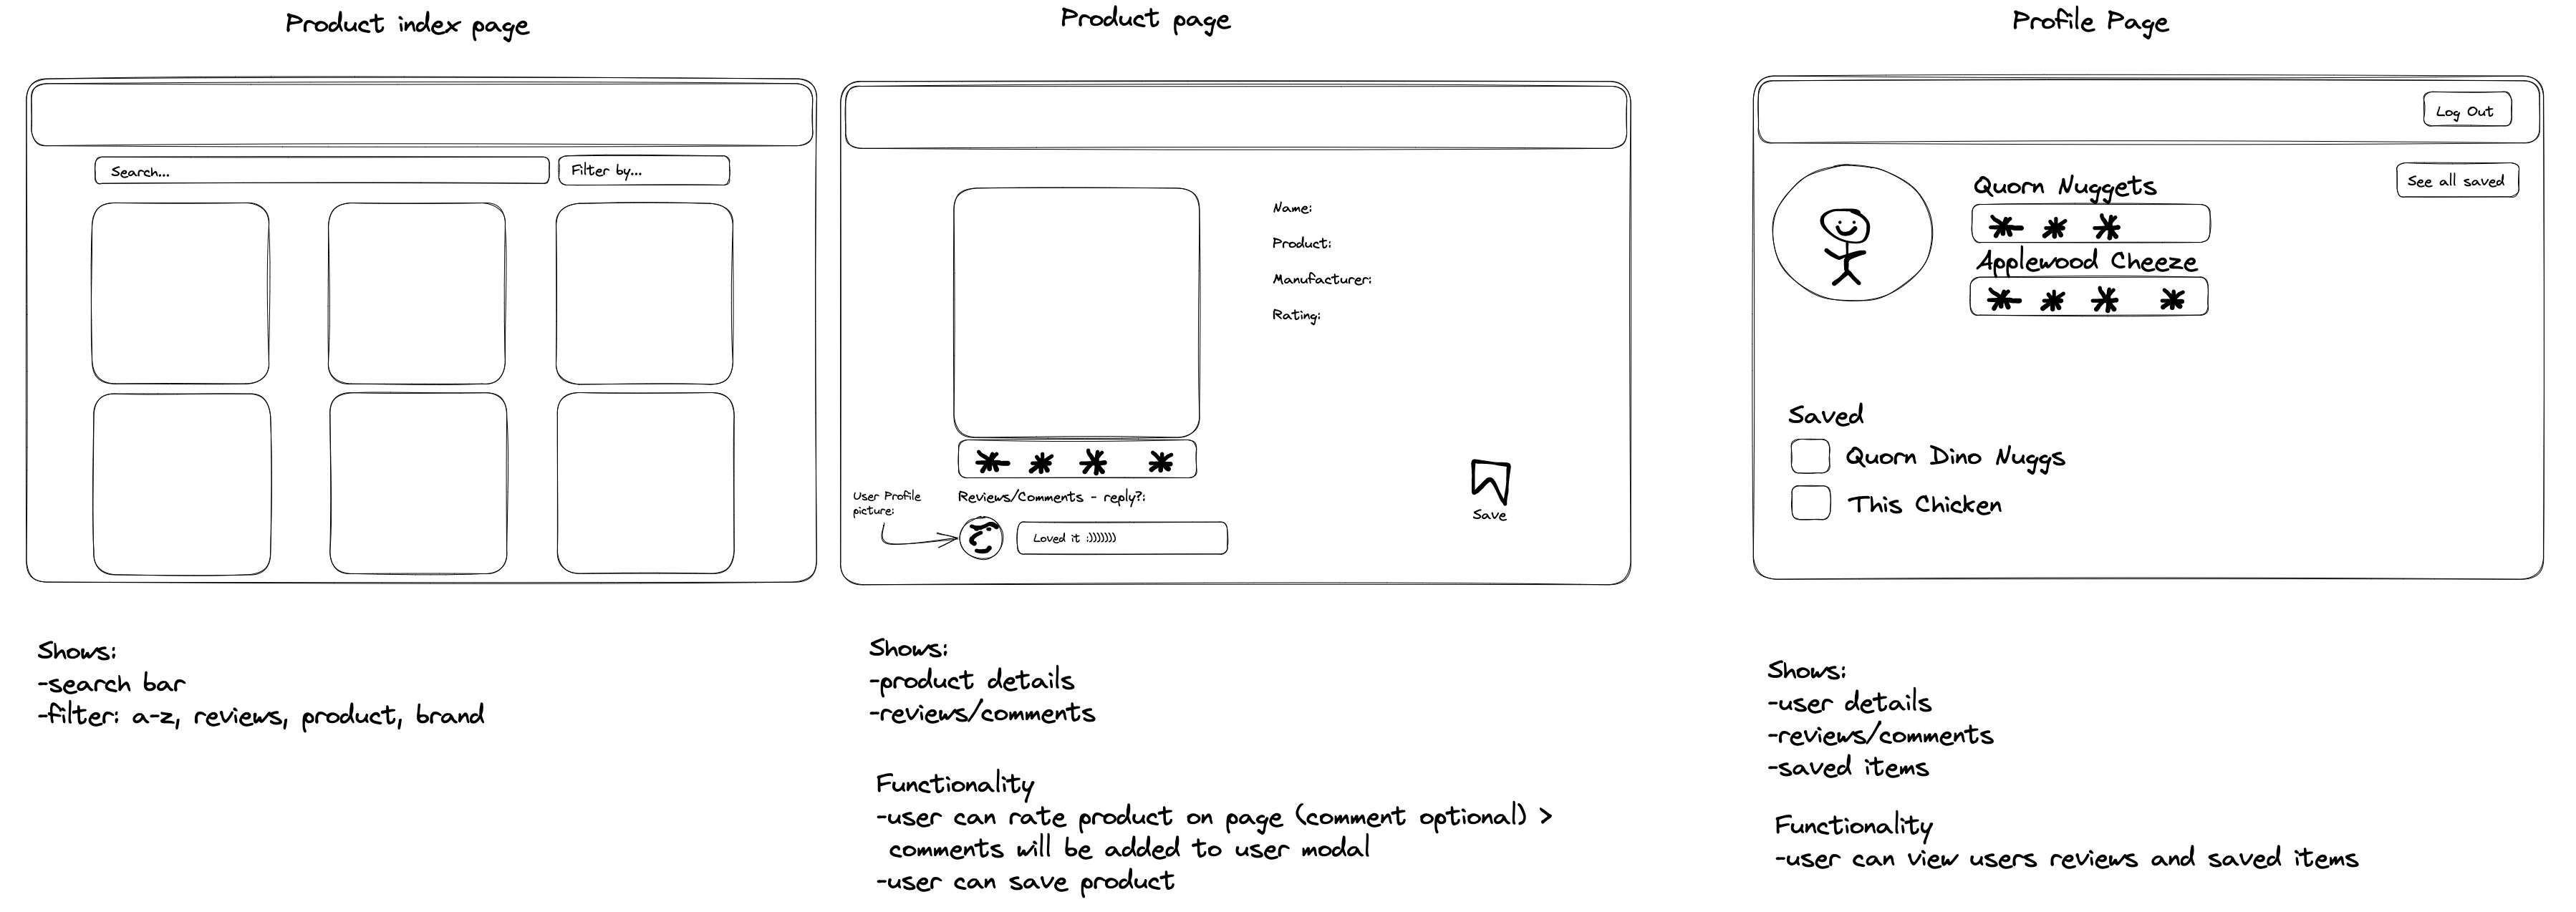 Product index page
Search...
Filter by...
Shows:
-search bar
-filter: a-z, reviews, product, brand
Product page
Name:
Product:
Manufacturer:
Rating:
User Profile
picture:
Reviews/Comments - reply?:
Loved it :)))))))
Save
Shows:
-product details
-reviews/comments
Functionality
-user can rate product on page (comment optional) >
comments will be added to user modal
-user can save product
Profile Page
Log Out
See all saved
Quorn Nuggets
Applewood Cheeze
Saved
Quorn Dino Nuggs
This Chicken
Shows:
-user details
-reviews/comments
-saved items
Functionality
-user can view users reviews and saved items